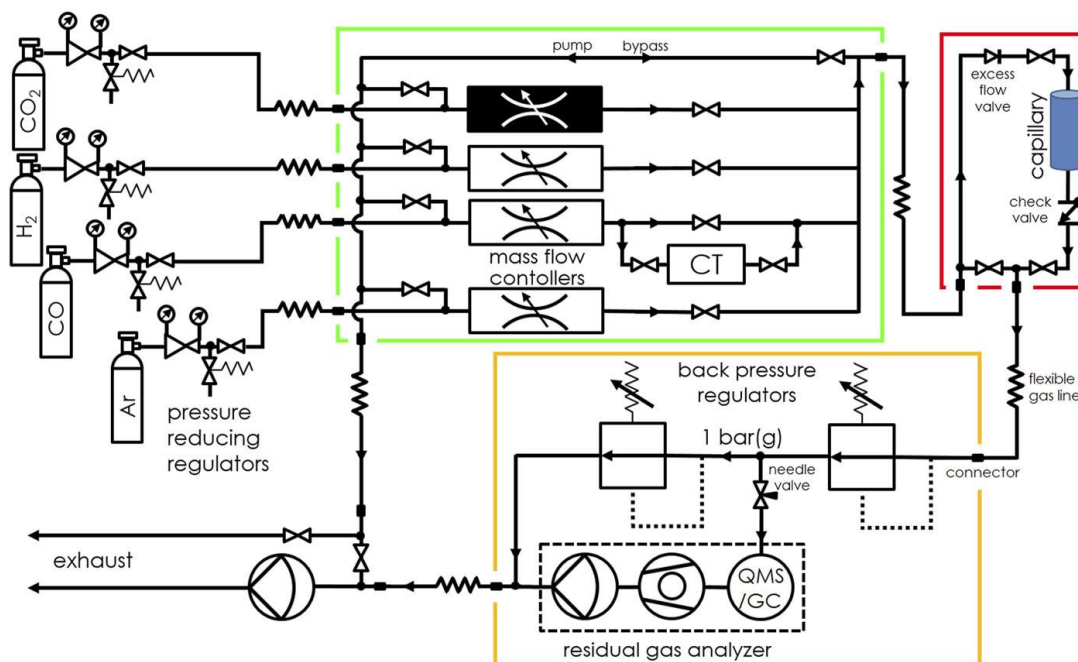 pump
bypass
CO2
H2
CO
Ar
pressure
reducing
regulators
mass flow
contollers
CT
excess
flow
valve
capillary
check
valve
flexible
gas line
back pressure
regulators
1 bar(g)
needle
valve
connector
exhaust
QMS
/GC
residual gas analyzer